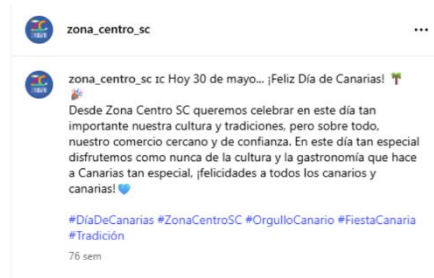 zona_centro_sc
zona_centro_sc ɪᴄ Hoy 30 de mayo... ¡Feliz Día de Canarias! 🌴
🎉
Desde Zona Centro SC queremos celebrar en este día tan
importante nuestra cultura y tradiciones, pero sobre todo,
nuestro comercio cercano y de confianza. En este día tan especial
disfrutemos como nunca de la cultura y la gastronomía que hace
a Canarias tan especial, ¡felicidades a todos los canarios y
canarias! 💙
#DíaDeCanarias #ZonaCentroSC #OrgulloCanario #FiestaCanaria
#Tradición
76 sem